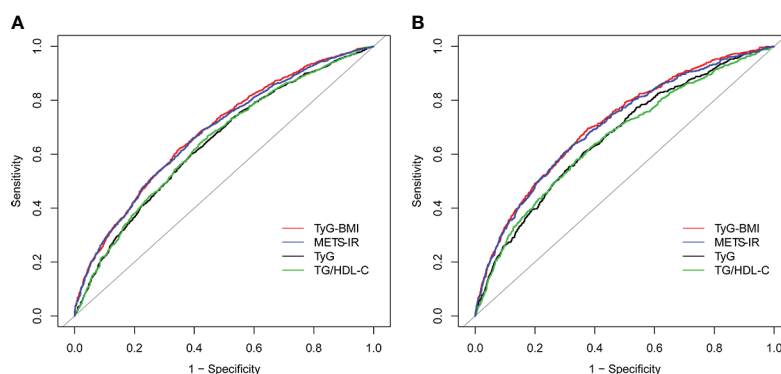 A
1.0
0.8
0.6
0.4
0.2
0.0
Sensitivity
TyG-BMI
METS-IR
TyG
TG/HDL-C
0.0 0.2 0.4 0.6 0.8 1.0
1 − Specificity
B
1.0
0.8
0.6
0.4
0.2
0.0
Sensitivity
TyG-BMI
METS-IR
TyG
TG/HDL-C
0.0 0.2 0.4 0.6 0.8 1.0
1 − Specificity